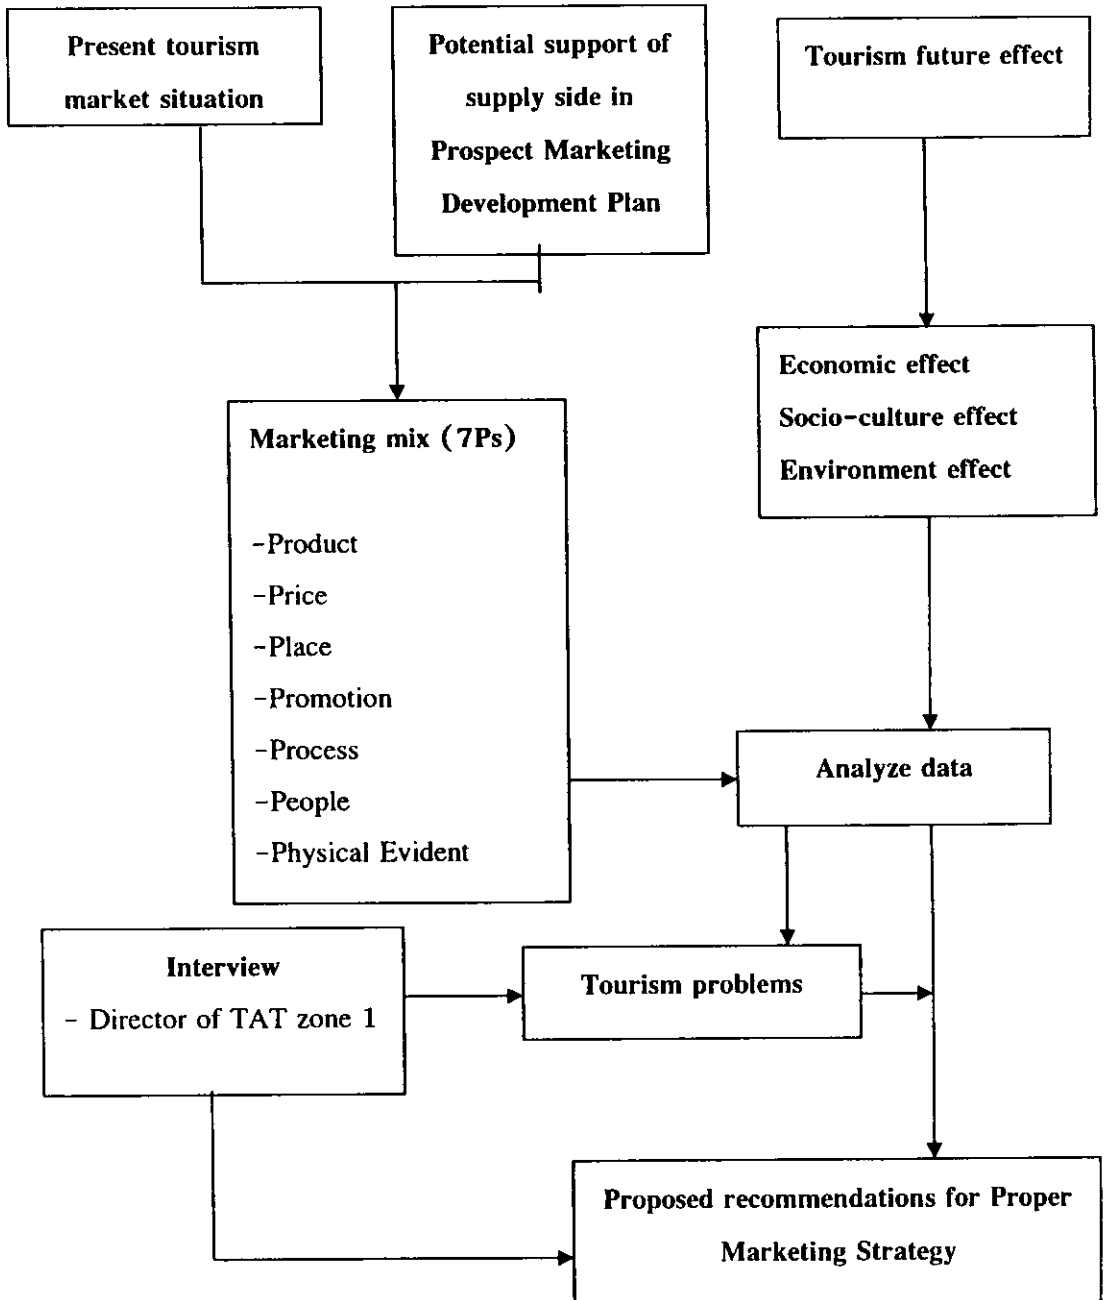 Present tourism
market situation
Potential support of
supply side in
Prospect Marketing
Development Plan
Tourism future effect
Economic effect
Socio-culture effect
Environment effect
Marketing mix (7Ps)
-Product
-Price
-Place
-Promotion
-Process
-People
-Physical Evident
Analyze data
Interview
- Director of TAT zone 1
Tourism problems
Proposed recommendations for Proper
Marketing Strategy